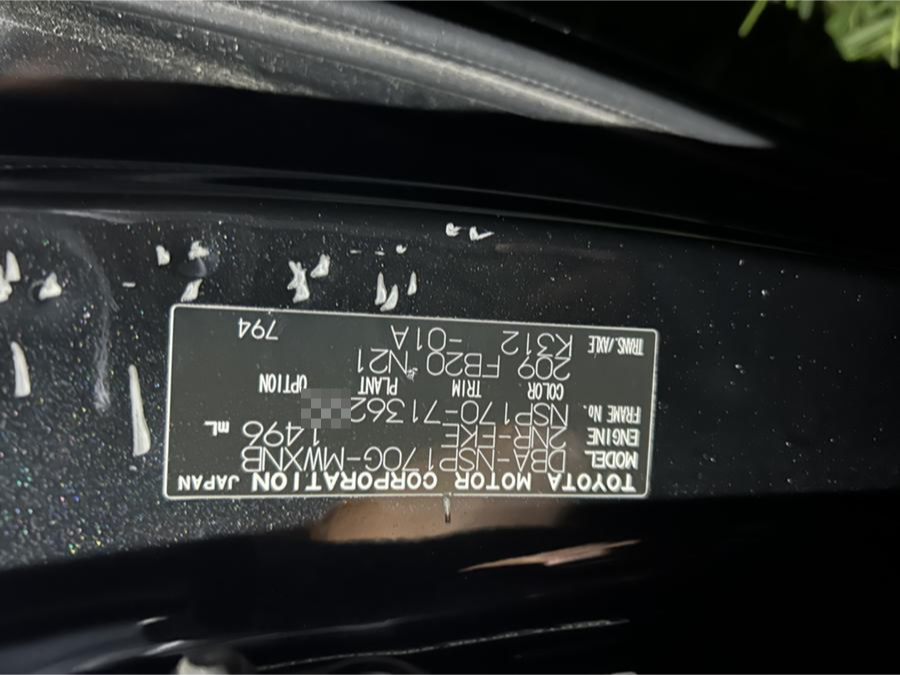 TOYOTA MOTOR CORPORATION JAPAN
MODEL DBA-NSP170G-MWXNB
ENGINE 2NR-FKE 1496 mL
FRAME No. NSP170-71362
COLOR TRIM PLANT OPTION
209 FB20 N21
TRANS./AXLE K312 -01A 794